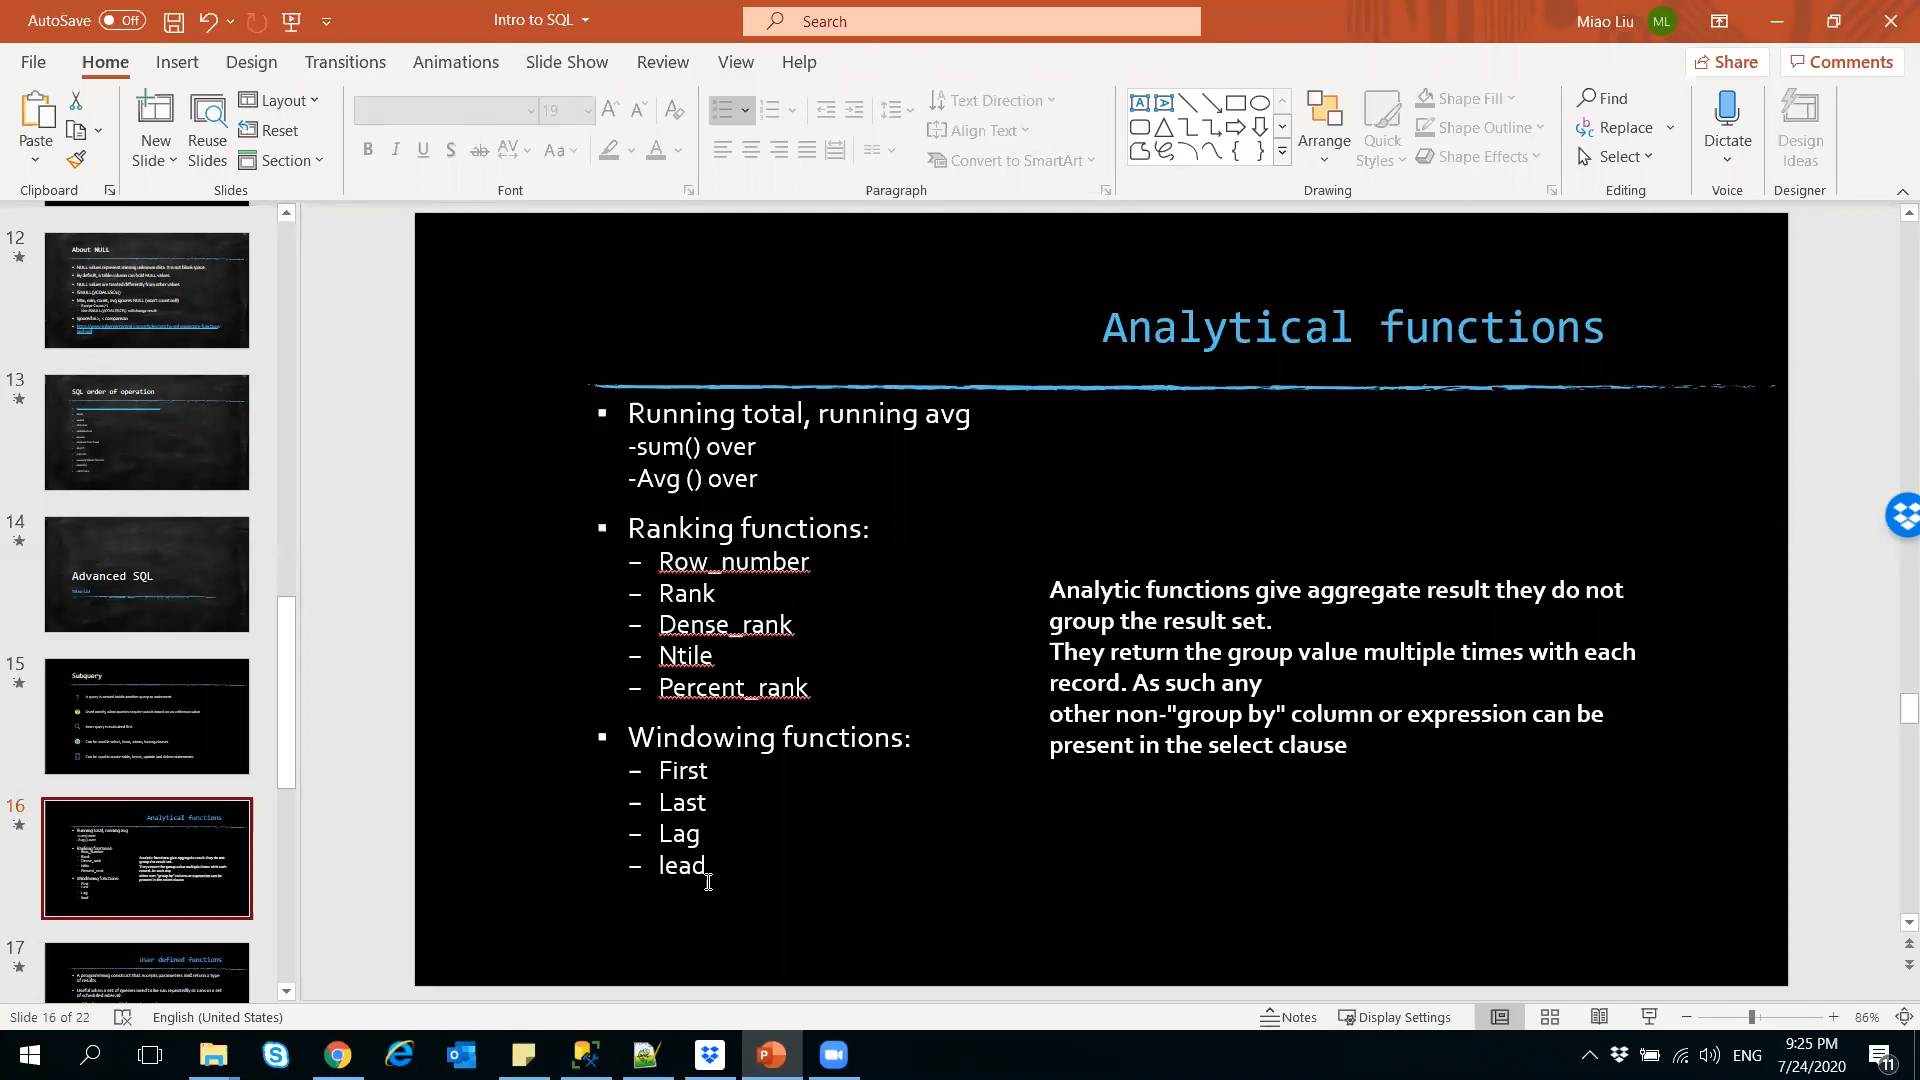 AutoSave Off
Intro to SQL
Search
Miao Liu ML
File Home Insert Design Transitions Animations Slide Show Review View Help
Share Comments
Paste
Clipboard
New Slide
Reuse Slides
Layout
Reset
Section
Slides
19
Font
Text Direction
Align Text
Convert to SmartArt
Paragraph
Arrange
Quick Styles
Shape Fill
Shape Outline
Shape Effects
Drawing
Find
Replace
Select
Editing
Dictate
Voice
Design Ideas
Designer
12
About NULL
13
SQL order of operation
14
Advanced SQL
15
Subquery
16
Analytical functions
17
User defined functions
Analytical functions
▪ Running total, running avg
-sum() over
-Avg () over
▪ Ranking functions:
– Row_number
– Rank
– Dense_rank
– Ntile
– Percent_rank
▪ Windowing functions:
– First
– Last
– Lag
– lead
Analytic functions give aggregate result they do not
group the result set.
They return the group value multiple times with each
record. As such any
other non-"group by" column or expression can be
present in the select clause
Slide 16 of 22
English (United States)
Notes
Display Settings
86%
ENG
9:25 PM
7/24/2020
11